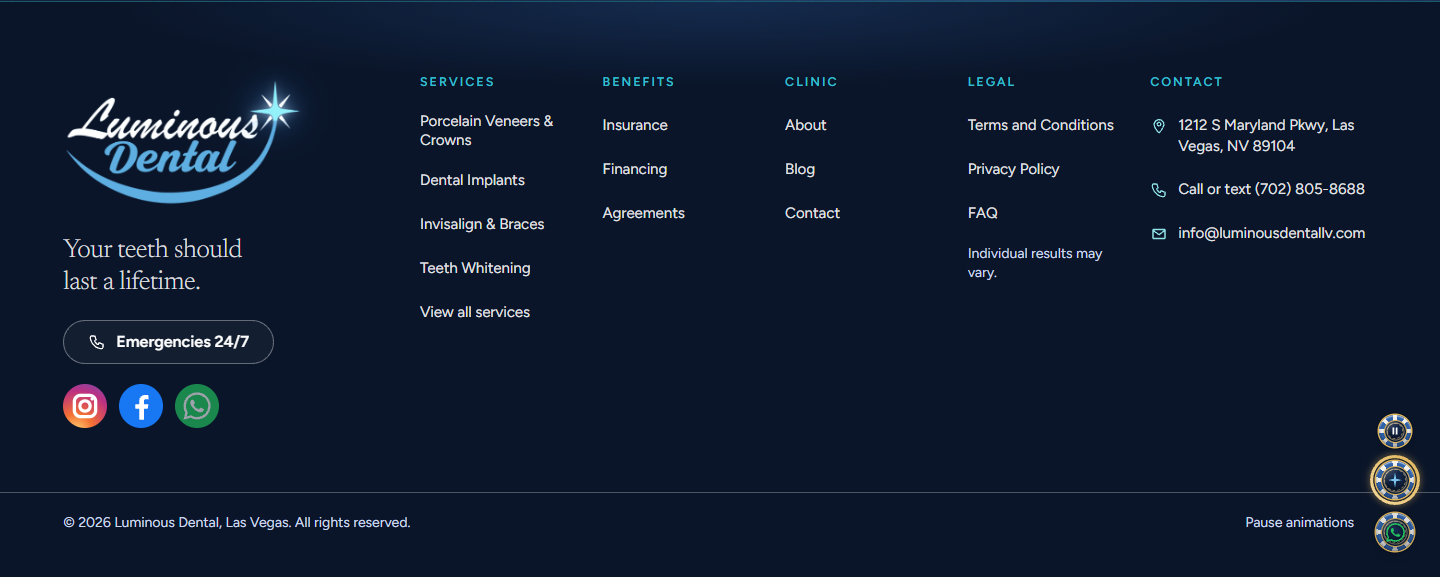 Luminous
Dental
Your teeth should
last a lifetime.
Emergencies 24/7
SERVICES
Porcelain Veneers &
Crowns
Dental Implants
Invisalign & Braces
Teeth Whitening
View all services
BENEFITS
Insurance
Financing
Agreements
CLINIC
About
Blog
Contact
LEGAL
Terms and Conditions
Privacy Policy
FAQ
Individual results may
vary.
CONTACT
1212 S Maryland Pkwy, Las
Vegas, NV 89104
Call or text (702) 805-8688
info@luminousdentallv.com
© 2026 Luminous Dental, Las Vegas. All rights reserved.
Pause animations